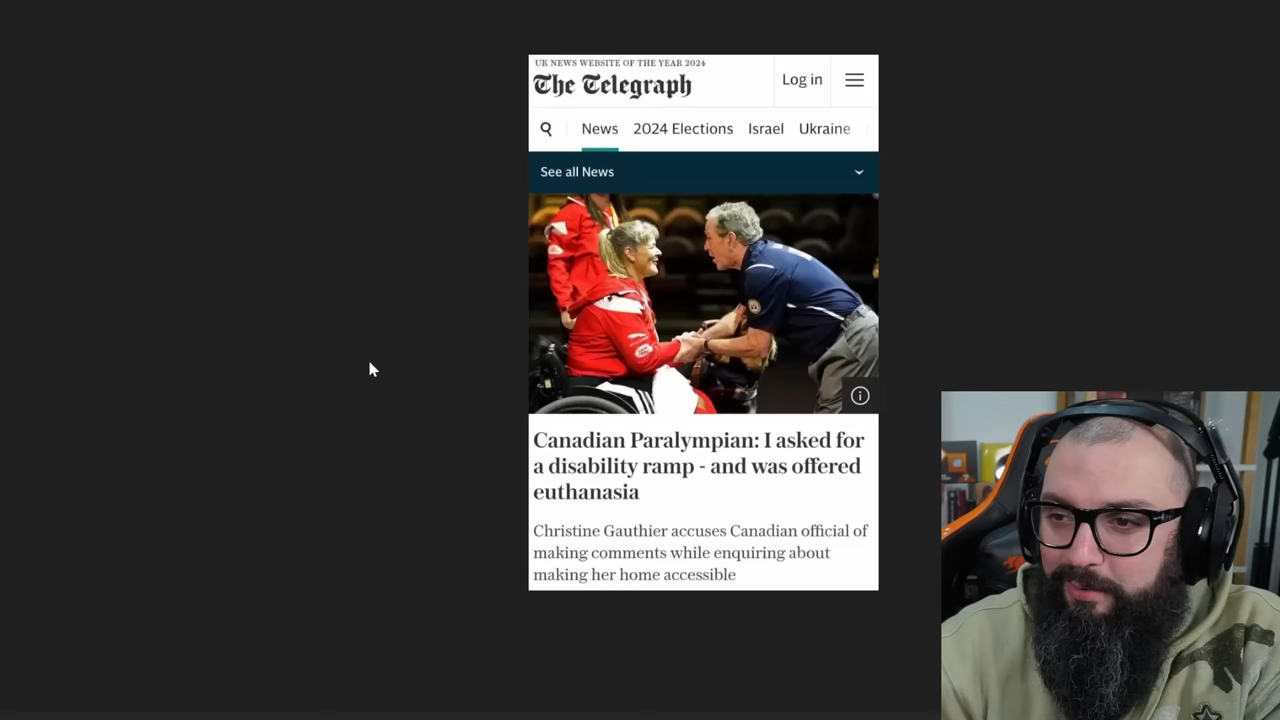 UK NEWS WEBSITE OF THE YEAR 2024
The Telegraph
Log in
News
2024 Elections
Israel
Ukraine
See all News
Canadian Paralympian: I asked for
a disability ramp - and was offered
euthanasia
Christine Gauthier accuses Canadian official of
making comments while enquiring about
making her home accessible